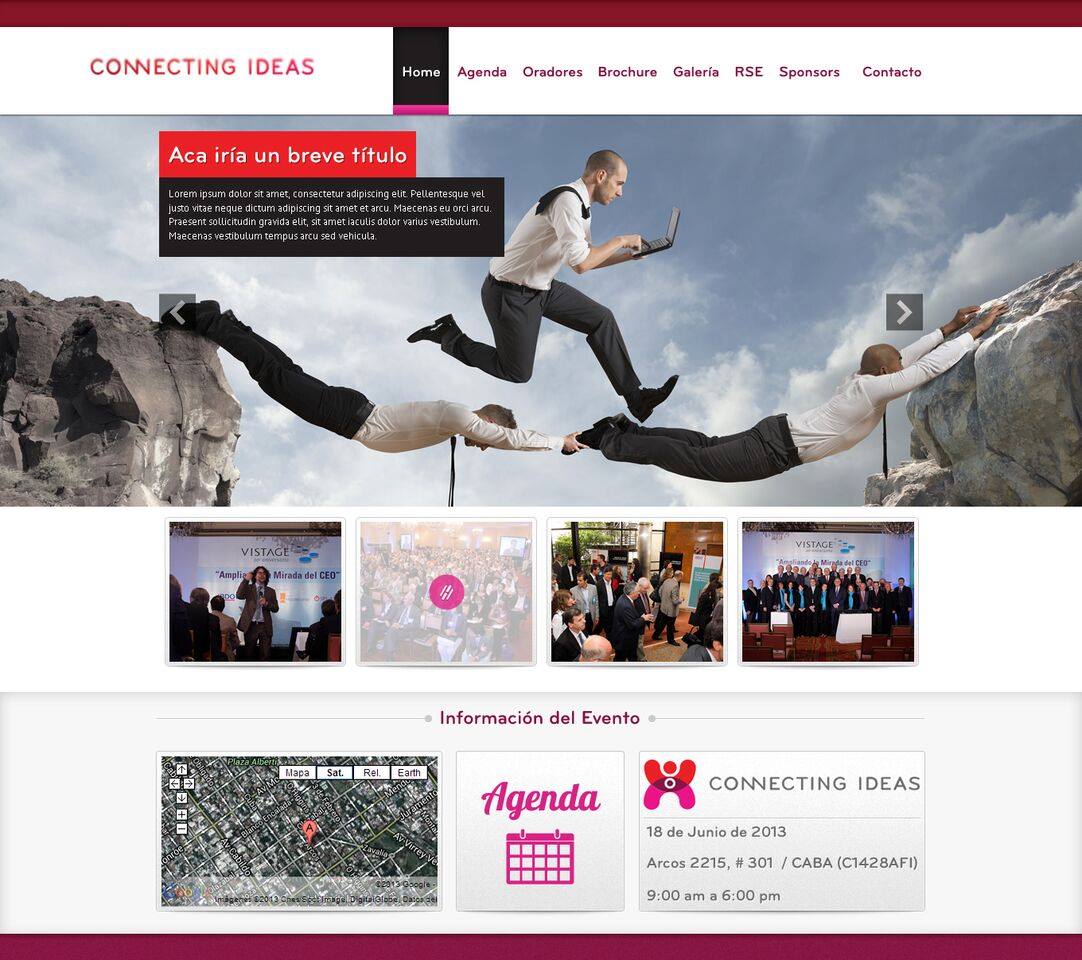 CONNECTING IDEAS
Home Agenda Oradores Brochure Galería RSE Sponsors Contacto
Aca iría un breve título
Lorem ipsum dolor sit amet, consectetur adipiscing elit. Pellentesque vel
justo vitae neque dictum adipiscing sit amet et arcu. Maecenas eu orci arcu.
Praesent sollicitudin gravida elit, sit amet iaculis dolor varius vestibulum.
Maecenas vestibulum tempus arcu sed vehicula.
VISTAGE
"Ampliando la Mirada del CEO"
VISTAGE
"Ampliando la Mirada del CEO"
Información del Evento
Plaza Alberti
Mapa Sat. Rel. Earth
A
Zavalía
Av Cabildo
©2013 Google -
Imágenes ©2013 Cnes/Spot Image, DigitalGlobe, Datos de
Agenda
CONNECTING IDEAS
18 de Junio de 2013
Arcos 2215, # 301 / CABA (C1428AFI)
9:00 am a 6:00 pm